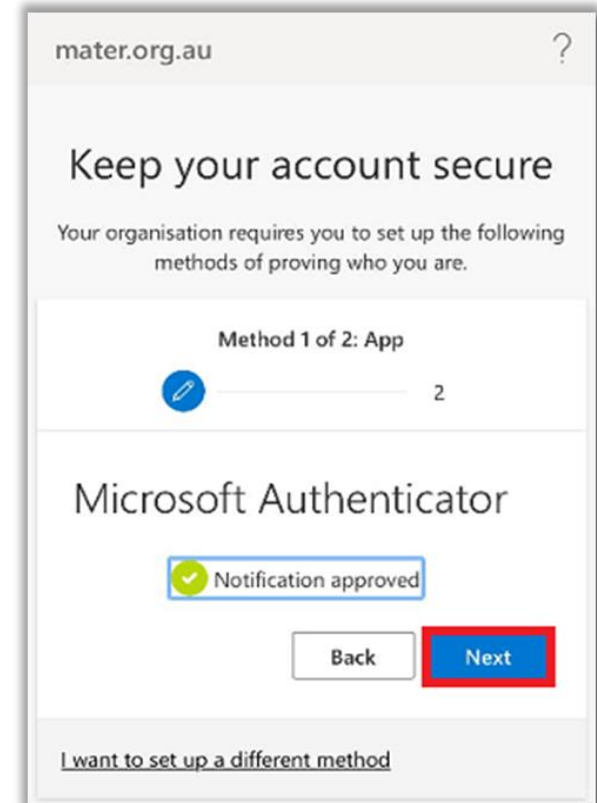 mater.org.au ?
Keep your account secure
Your organisation requires you to set up the following
methods of proving who you are.
Method 1 of 2: App
2
Microsoft Authenticator
Notification approved
Back Next
I want to set up a different method